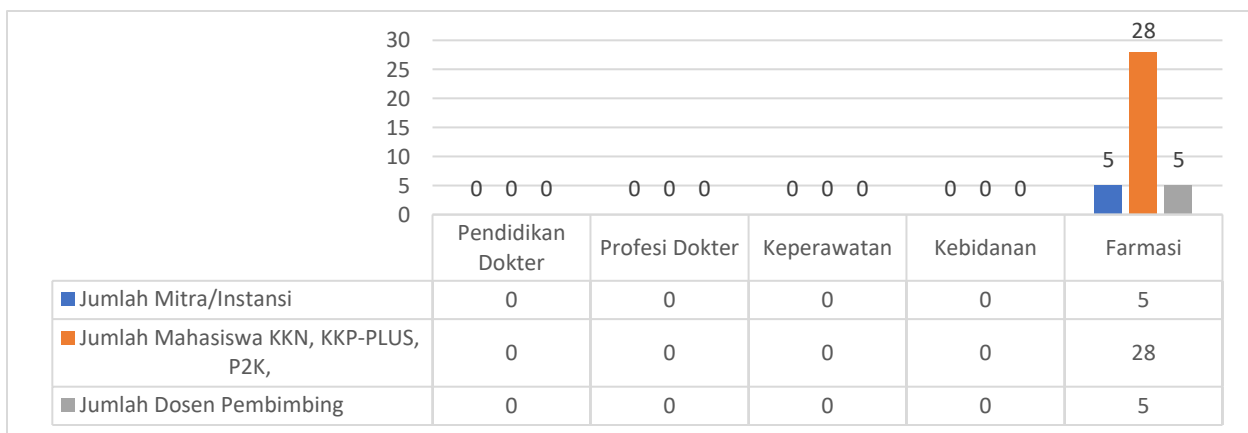 30
28
25
20
15
10
5 5
5
0 0 0 0 0 0 0 0 0 0 0 0
0
Pendidikan
Dokter
Profesi Dokter
Keperawatan
Kebidanan
Farmasi
Jumlah Mitra/Instansi 0 0 0 0 5
Jumlah Mahasiswa KKN, KKP-PLUS,
P2K, 0 0 0 0 28
Jumlah Dosen Pembimbing 0 0 0 0 5